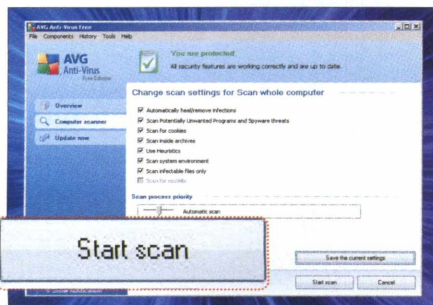 AVG Anti-Virus Free
File Components History Tools Help
AVG
Anti-Virus
Free Edition
You are protected.
All security features are working correctly and are up to date.
Overview
Computer scanner
Update now
Change scan settings for Scan whole computer
Automatically heal/remove infections
Scan Potentially Unwanted Programs and Spyware threats
Scan for cookies
Scan inside archives
Use Heuristics
Scan system environment
Scan infectable files only
Scan for rootkits
Scan process priority
Automatic scan
Start scan
Save the current settings
Start scan
Cancel